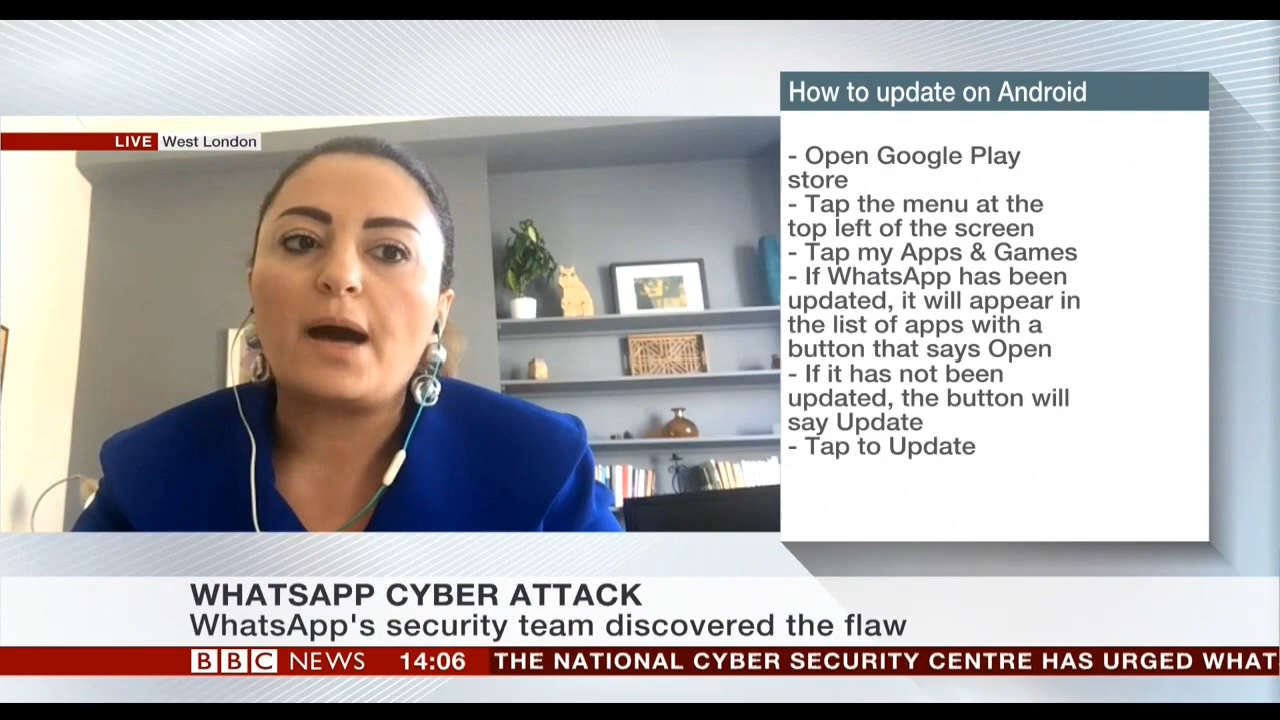 How to update on Android
LIVE West London
- Open Google Play
store
- Tap the menu at the
top left of the screen
- Tap my Apps & Games
- If WhatsApp has been
updated, it will appear in
the list of apps with a
button that says Open
- If it has not been
updated, the button will
say Update
- Tap to Update
WHATSAPP CYBER ATTACK
WhatsApp's security team discovered the flaw
BBC NEWS 14:06 THE NATIONAL CYBER SECURITY CENTRE HAS URGED WHAT